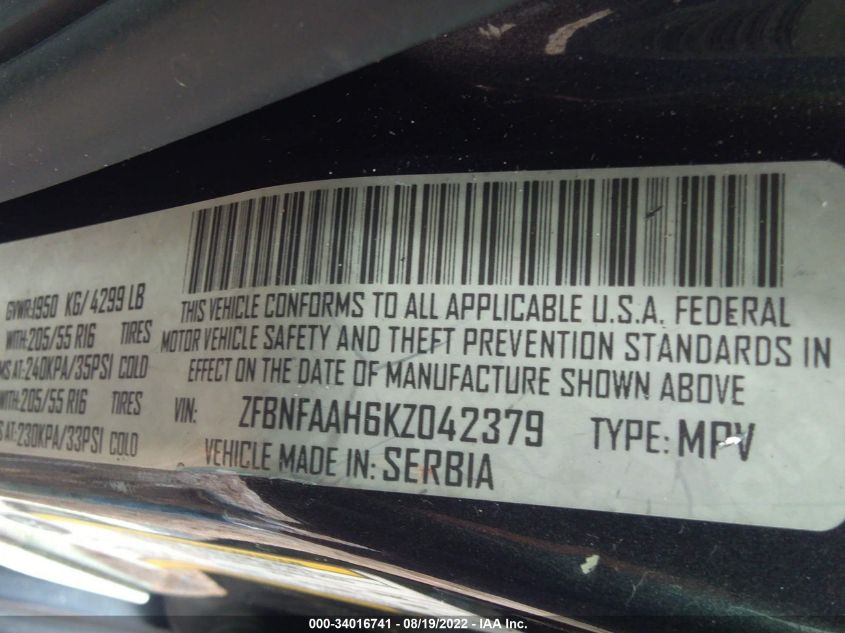 GVWR:1950 KG/ 4299 LB
WITH:205/55 R16 TIRES
AT:240KPA/35PSI COLD
WITH:205/55 R16 TIRES
AT:230KPA/33PSI COLD
THIS VEHICLE CONFORMS TO ALL APPLICABLE U.S.A. FEDERAL
MOTOR VEHICLE SAFETY AND THEFT PREVENTION STANDARDS IN
EFFECT ON THE DATE OF MANUFACTURE SHOWN ABOVE
VIN: ZFBNFAAH6KZ042379 TYPE: MPV
VEHICLE MADE IN: SERBIA
000-34016741 - 08/19/2022 - IAA Inc.